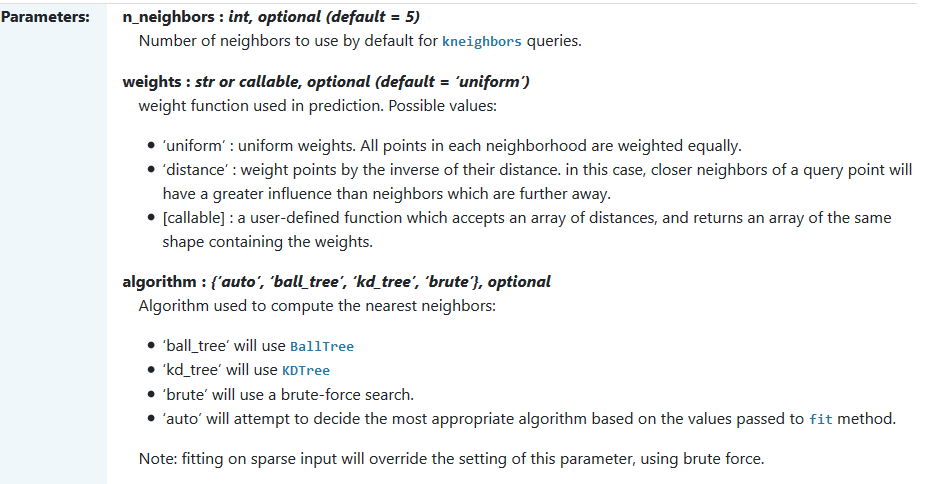 Parameters:
n_neighbors : int, optional (default = 5)
Number of neighbors to use by default for kneighbors queries.
weights : str or callable, optional (default = ‘uniform’)
weight function used in prediction. Possible values:
• ‘uniform’ : uniform weights. All points in each neighborhood are weighted equally.
• ‘distance’ : weight points by the inverse of their distance. in this case, closer neighbors of a query point will
have a greater influence than neighbors which are further away.
• [callable] : a user-defined function which accepts an array of distances, and returns an array of the same
shape containing the weights.
algorithm : {‘auto’, ‘ball_tree’, ‘kd_tree’, ‘brute’}, optional
Algorithm used to compute the nearest neighbors:
• ‘ball_tree’ will use BallTree
• ‘kd_tree’ will use KDTree
• ‘brute’ will use a brute-force search.
• ‘auto’ will attempt to decide the most appropriate algorithm based on the values passed to fit method.
Note: fitting on sparse input will override the setting of this parameter, using brute force.